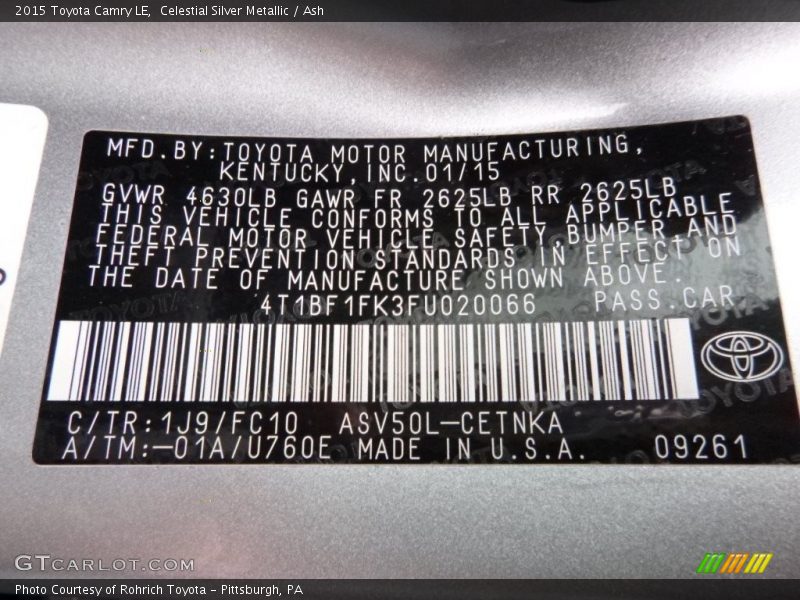 2015 Toyota Camry LE,  Celestial Silver Metallic / Ash
MFD.BY:TOYOTA MOTOR MANUFACTURING,
KENTUCKY,INC.01/15
GVWR 4630LB GAWR FR 2625LB RR 2625LB
THIS VEHICLE CONFORMS TO ALL APPLICABLE
FEDERAL MOTOR VEHICLE SAFETY,BUMPER AND
THEFT PREVENTION STANDARDS IN EFFECT ON
THE DATE OF MANUFACTURE SHOWN ABOVE.
4T1BF1FK3FU020066 PASS.CAR
C/TR:1J9/FC10 ASV50L-CETNKA
A/TM:-01A/U760E MADE IN U.S.A. 09261
GTCARLOT.COM
Photo Courtesy of Rohrich Toyota - Pittsburgh, PA